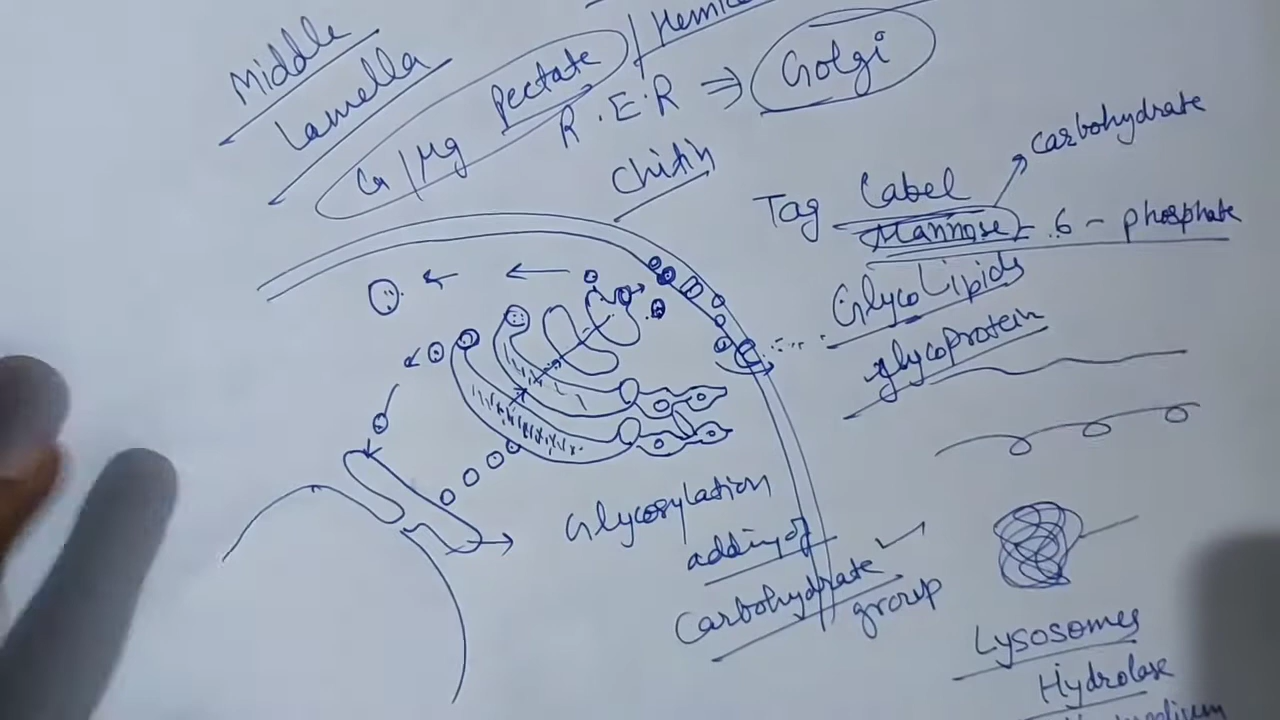 Middle
Lamella
Ca/Mg Pectate /
R.E.R ⇒ Golgi
Chitin
carbohydrate
Tag Label
Mannose - 6 - phosphate
GlycoLipids
glycoprotein
Glycosylation
adding of
Carbohydrate
group
Lysosomes
Hydrolase